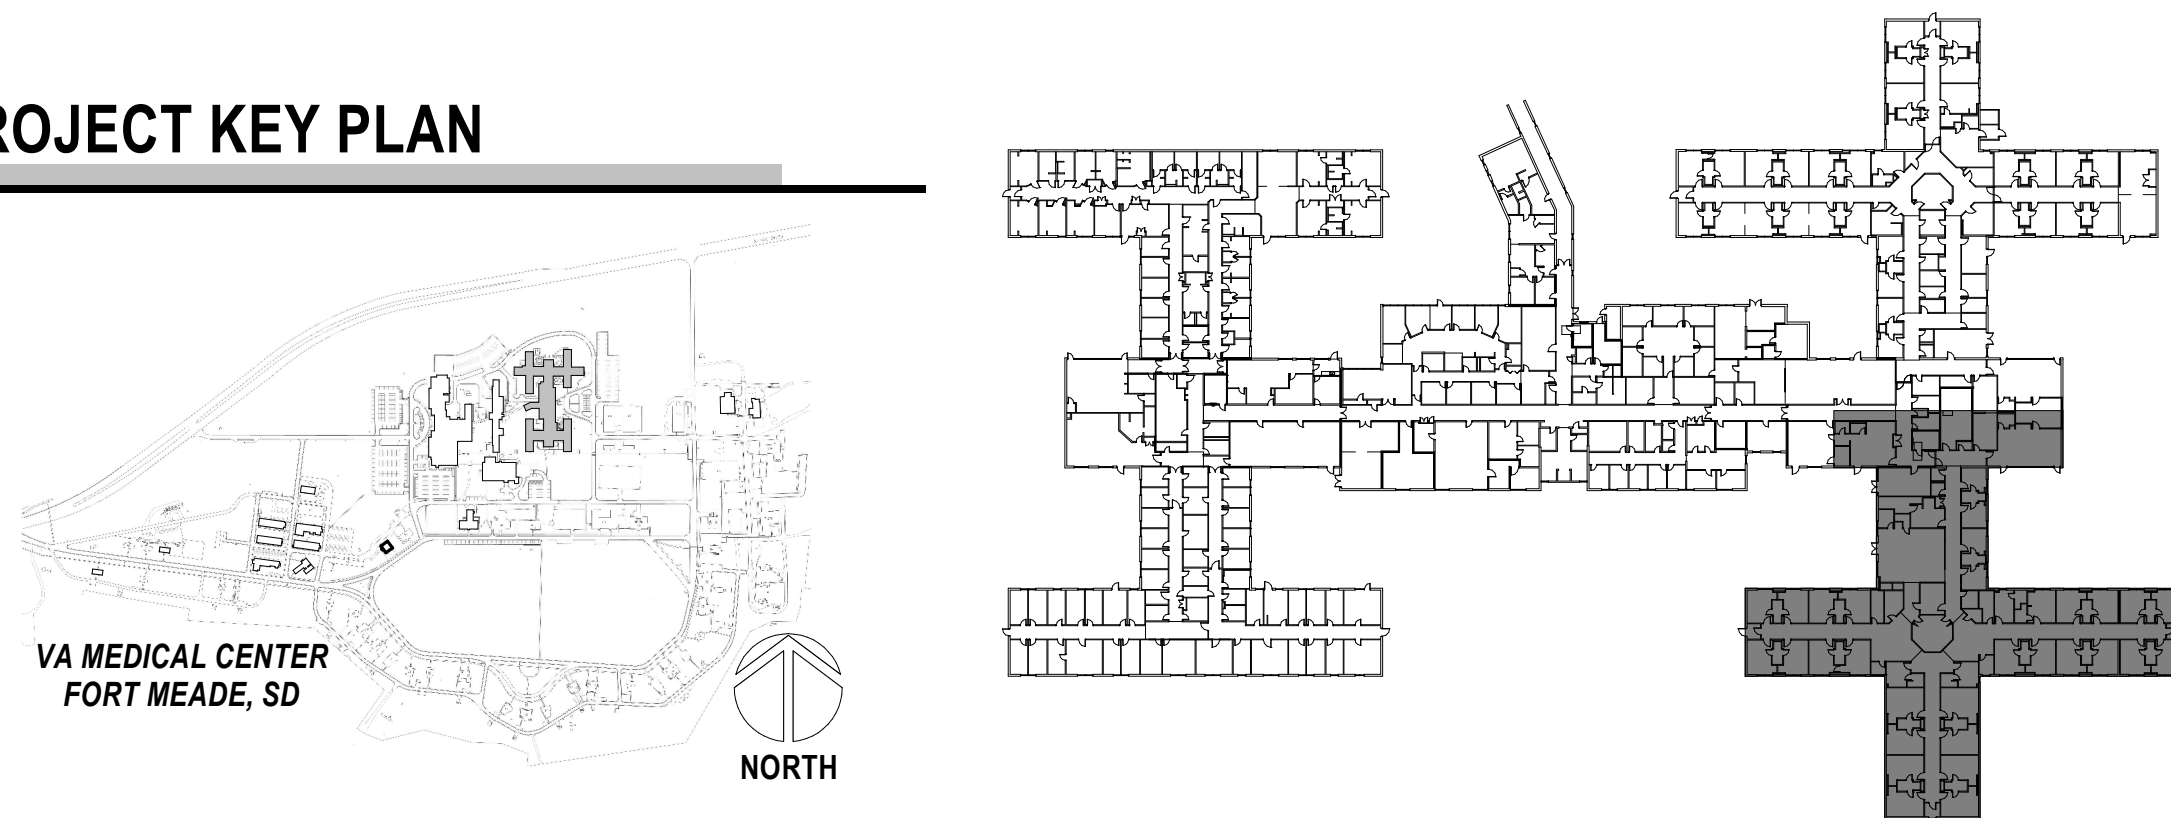 ROJECT KEY PLAN
VA MEDICAL CENTER
FORT MEADE, SD
NORTH